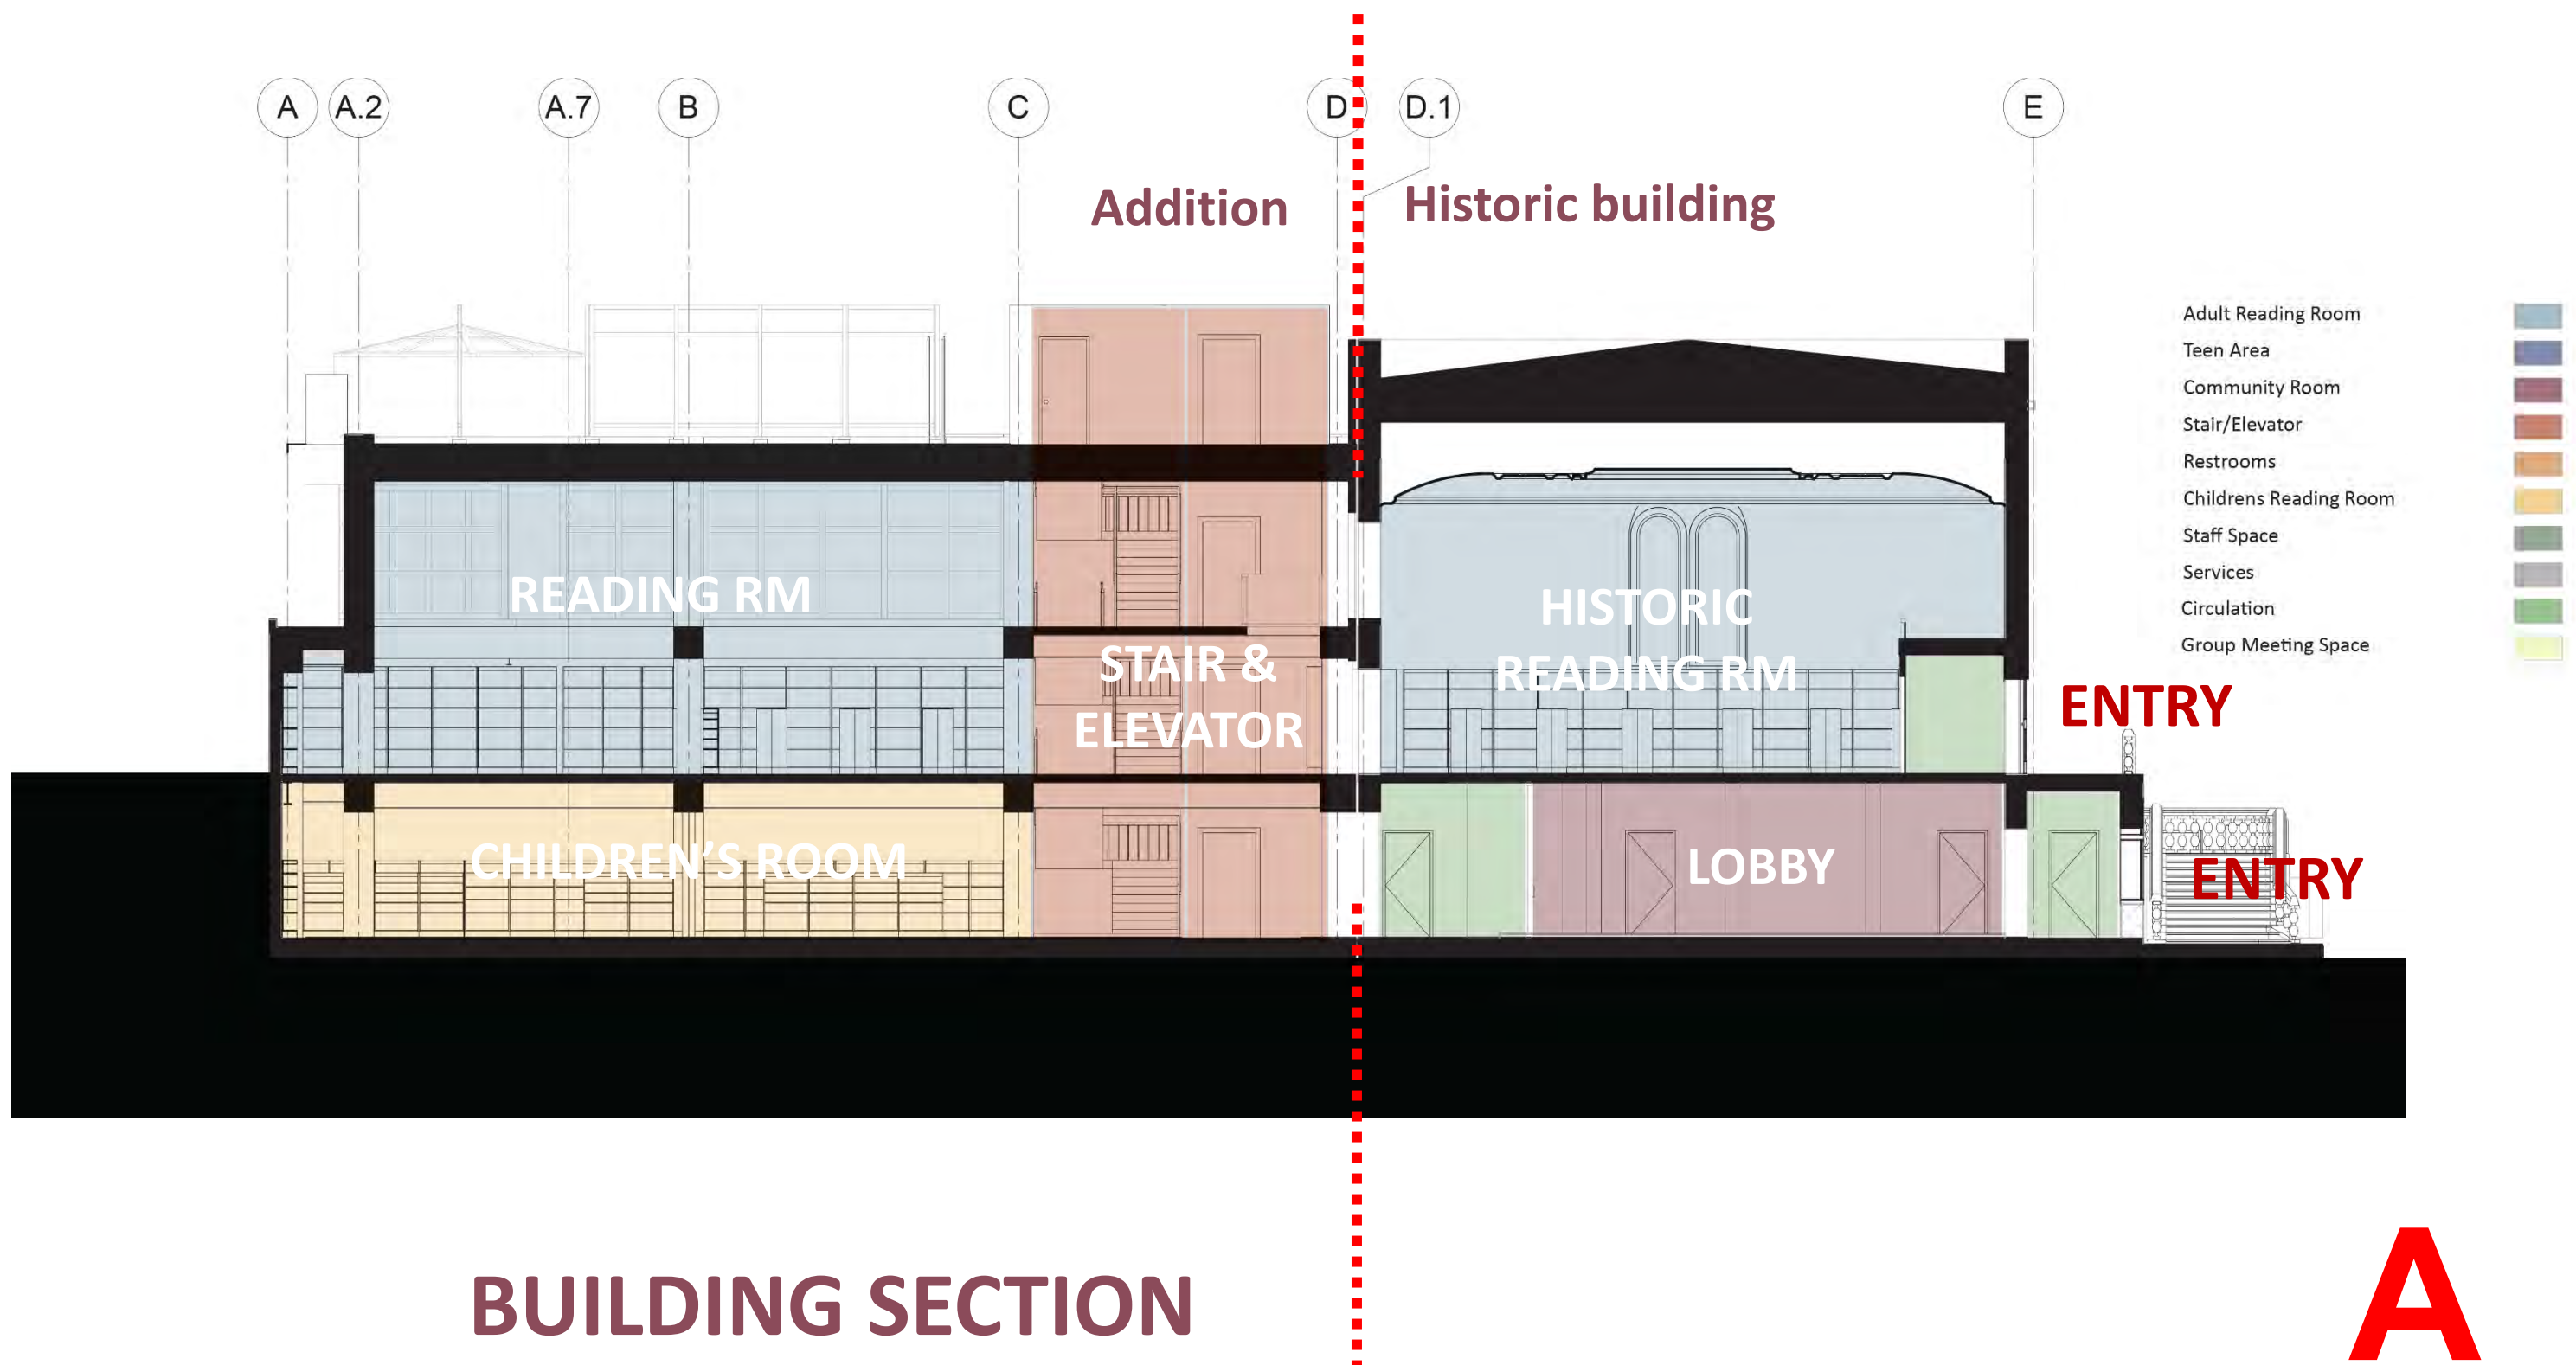 A
A.2
A.7
B
C
D
D.1
E
Addition
Historic building
Adult Reading Room
Teen Area
Community Room
Stair/Elevator
Restrooms
Childrens Reading Room
Staff Space
Services
Circulation
Group Meeting Space
READING RM
STAIR &
ELEVATOR
HISTORIC
READING RM
ENTRY
CHILDREN'S ROOM
LOBBY
ENTRY
BUILDING SECTION
A